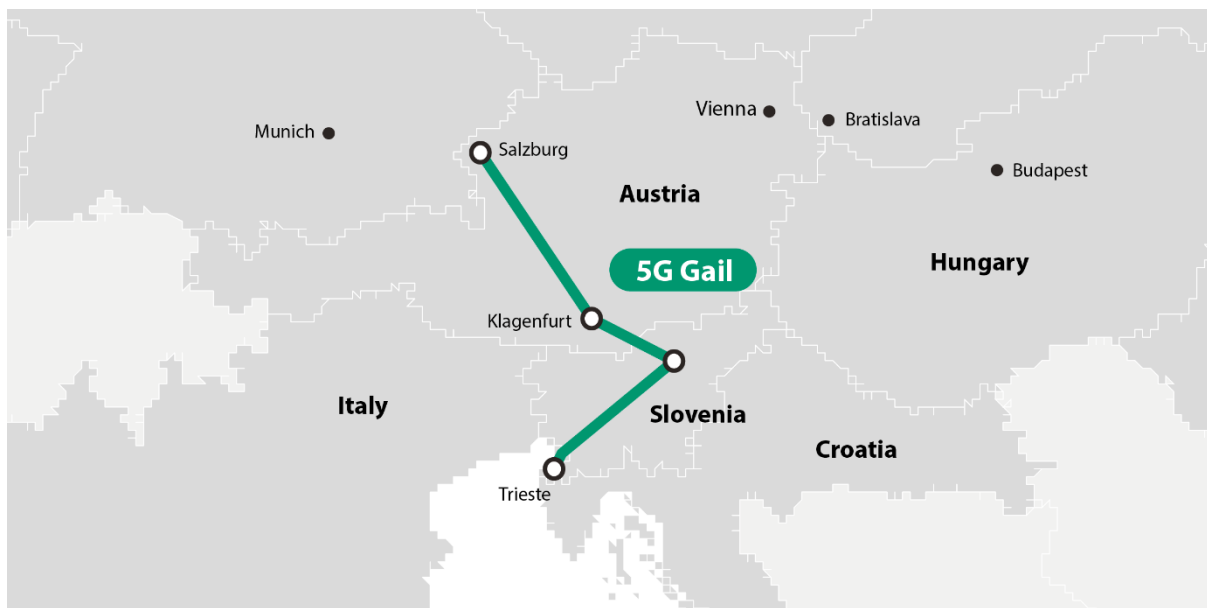 Vienna
Bratislava
Munich
Salzburg
Budapest
Austria
Hungary
5G Gail
Klagenfurt
Italy
Slovenia
Croatia
Trieste